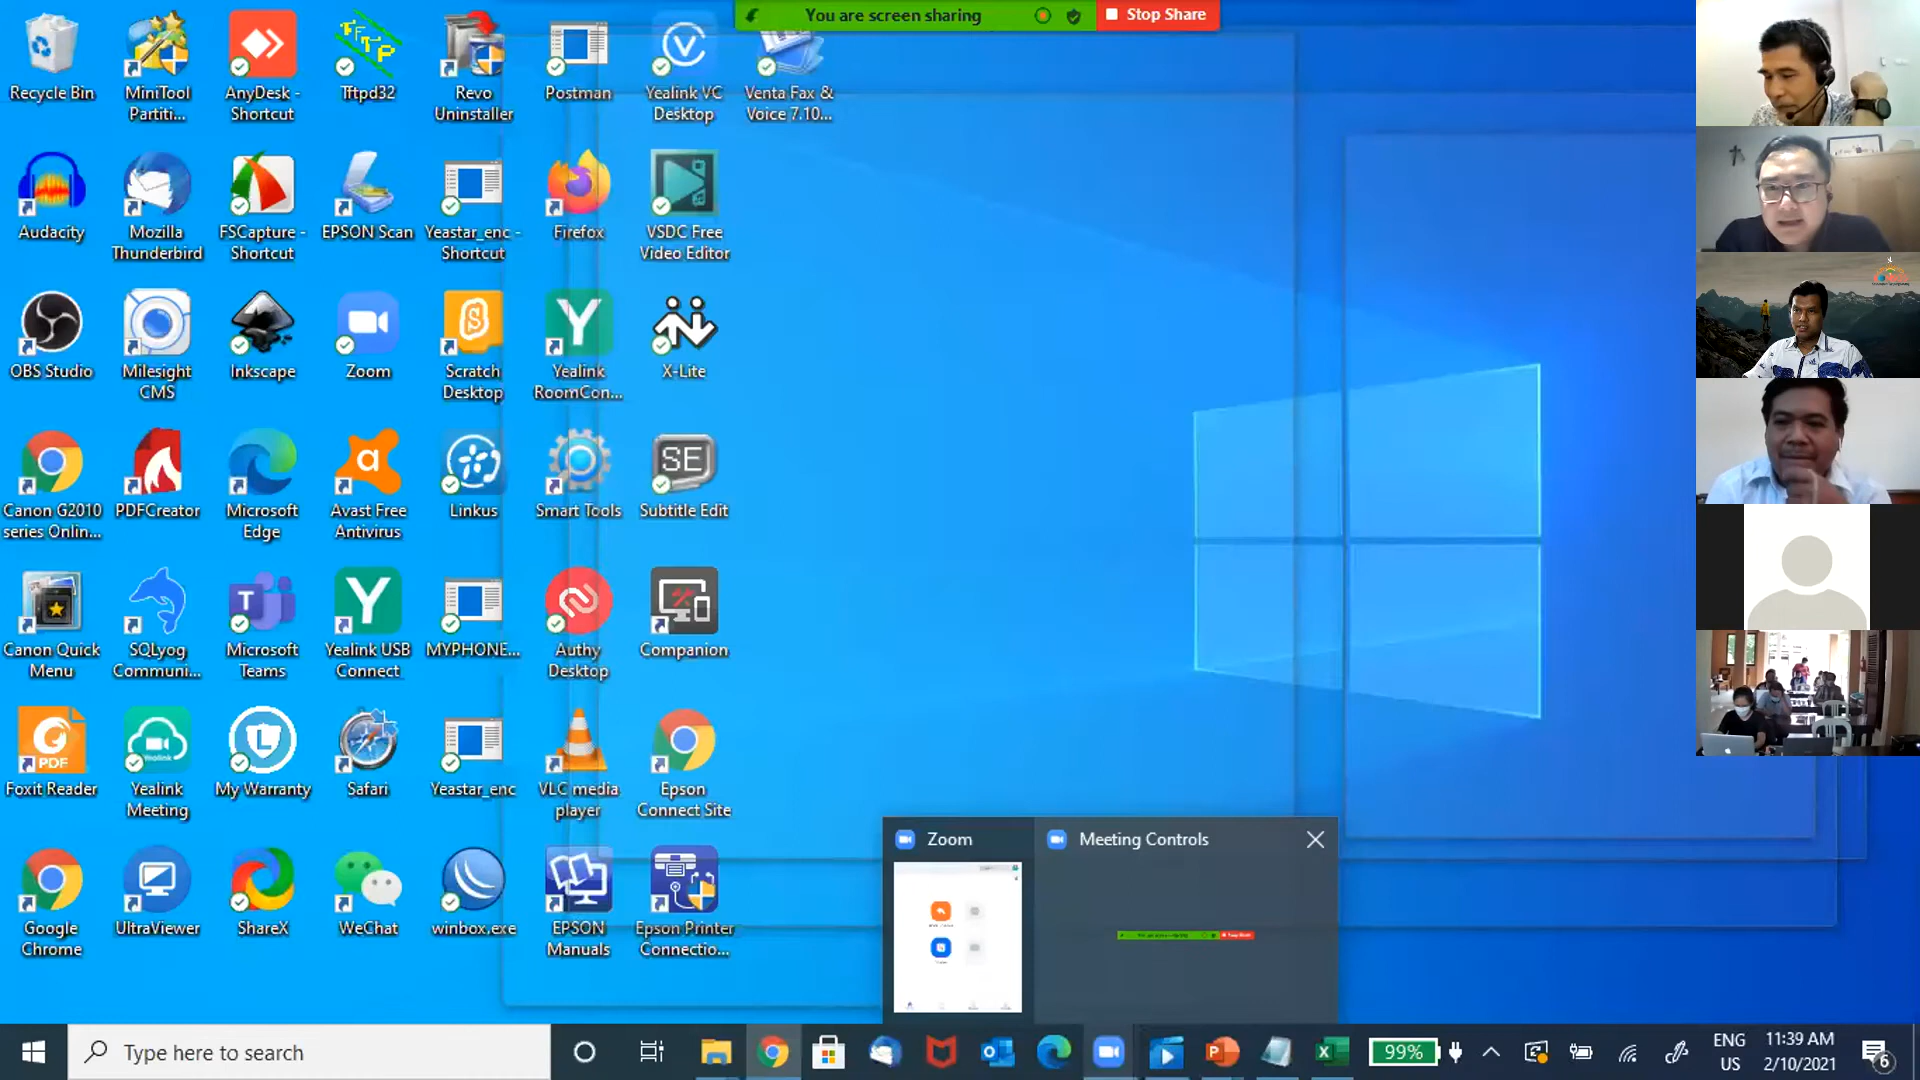 You are screen sharing
Stop Share
Recycle Bin
MiniTool
Partiti...
AnyDesk -
Shortcut
Tftpd32
Revo
Uninstaller
Postman
Yealink VC
Desktop
Venta Fax &
Voice 7.10...
Audacity
Mozilla
Thunderbird
FSCapture -
Shortcut
EPSON Scan
Yeastar_enc -
Shortcut
Firefox
VSDC Free
Video Editor
OBS Studio
Milesight
CMS
Inkscape
Zoom
Scratch
Desktop
Yealink
RoomCon...
X-Lite
Canon G2010
series Onlin...
PDFCreator
Microsoft
Edge
Avast Free
Antivirus
Linkus
Smart Tools
SE
Subtitle Edit
Canon Quick
Menu
SQLyog
Communi...
Microsoft
Teams
Yealink USB
Connect
MYPHONE...
Authy
Desktop
Companion
PDF
Foxit Reader
Yealink
Meeting
My Warranty
Safari
Yeastar_enc
VLC media
player
Epson
Connect Site
Google
Chrome
UltraViewer
ShareX
WeChat
winbox.exe
EPSON
Manuals
Epson Printer
Connectio...
Zoom
Meeting Controls
Type here to search
99%
ENG
US
11:39 AM
2/10/2021
6